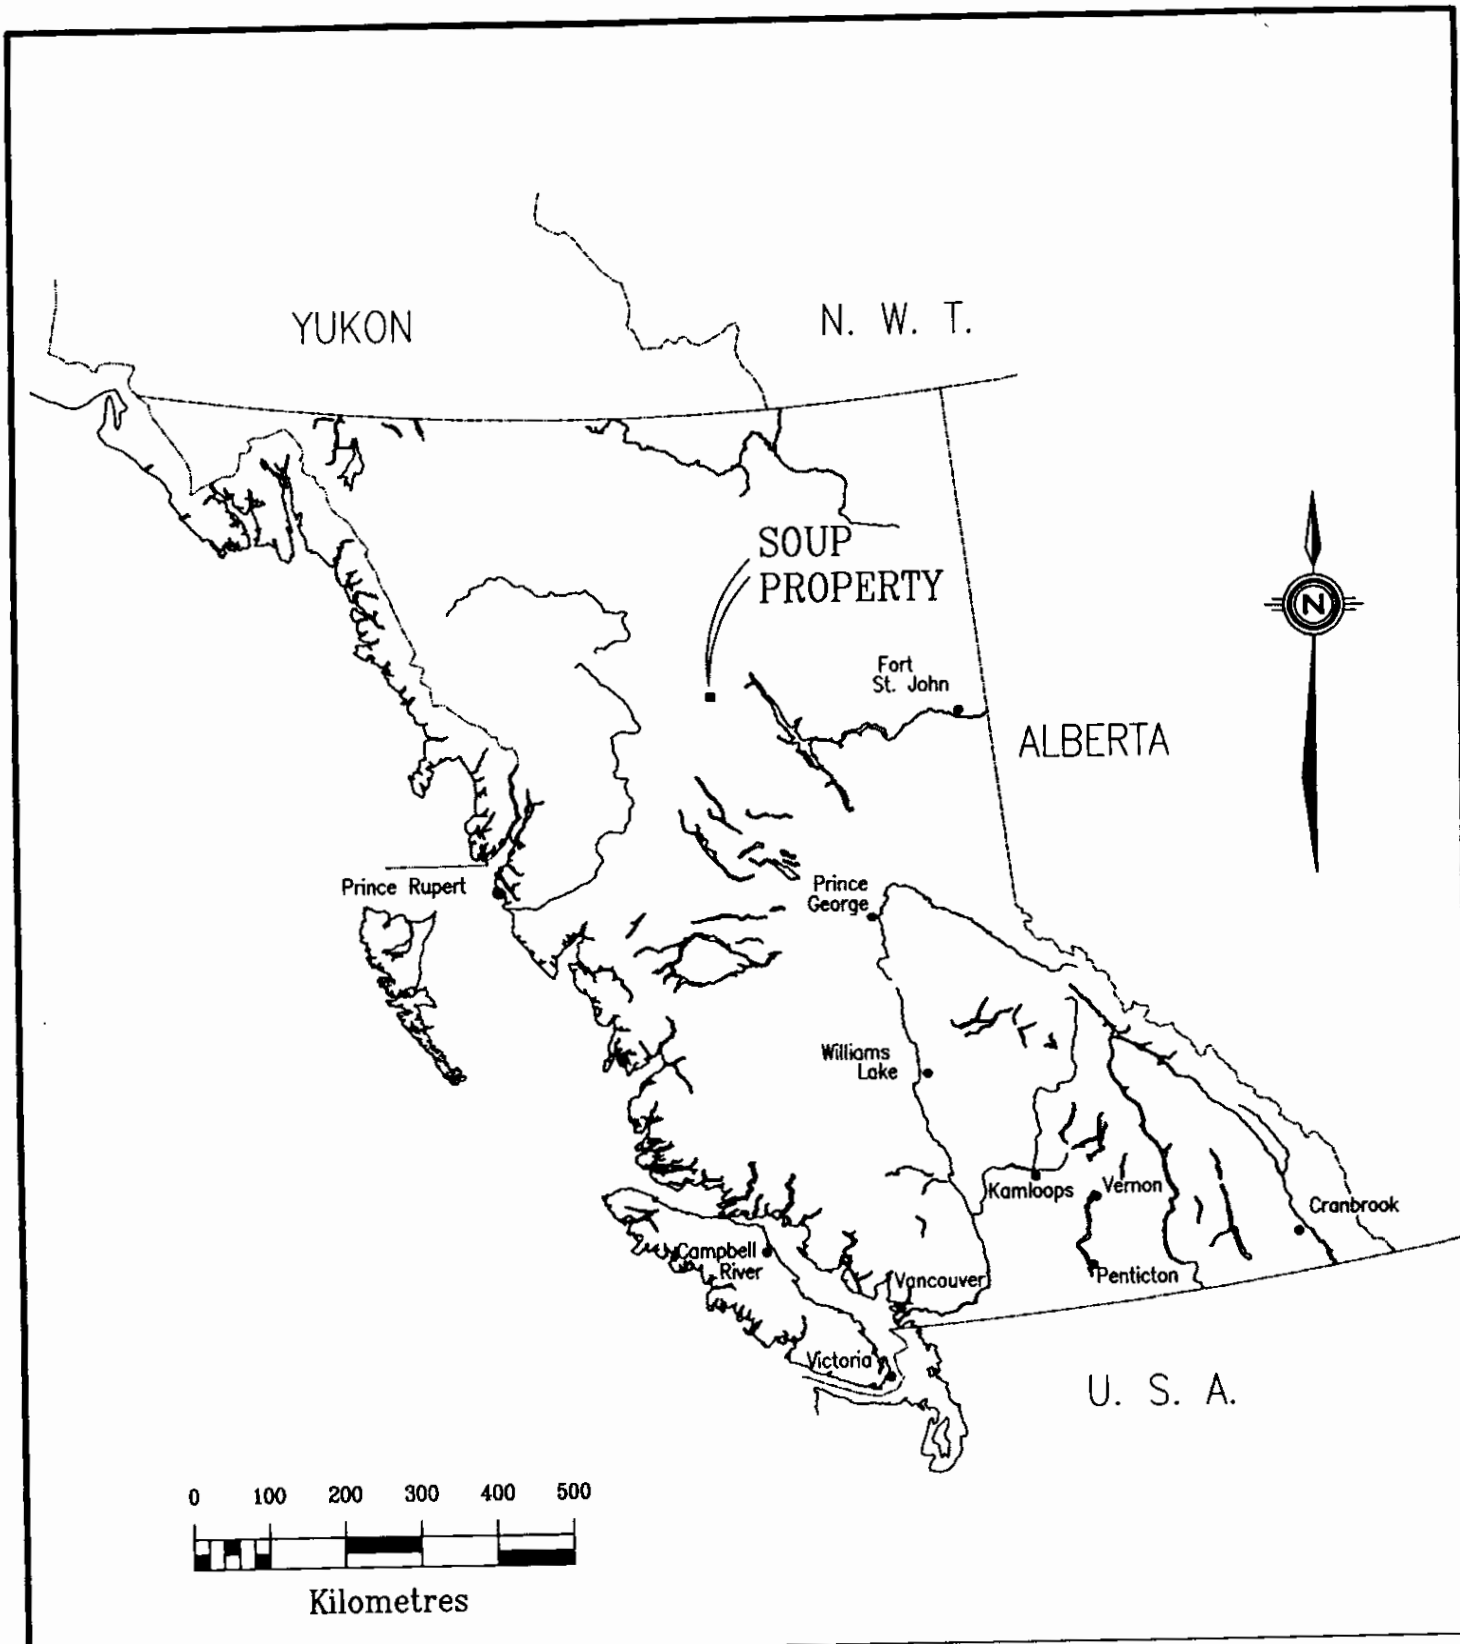 YUKON
N. W. T.
SOUP
PROPERTY
Fort
St. John
ALBERTA
N
Prince Rupert
Prince
George
Williams
Lake
Kamloops
Vernon
Cranbrook
Campbell
River
Vancouver
Penticton
Victoria
U. S. A.
0 100 200 300 400 500
Kilometres